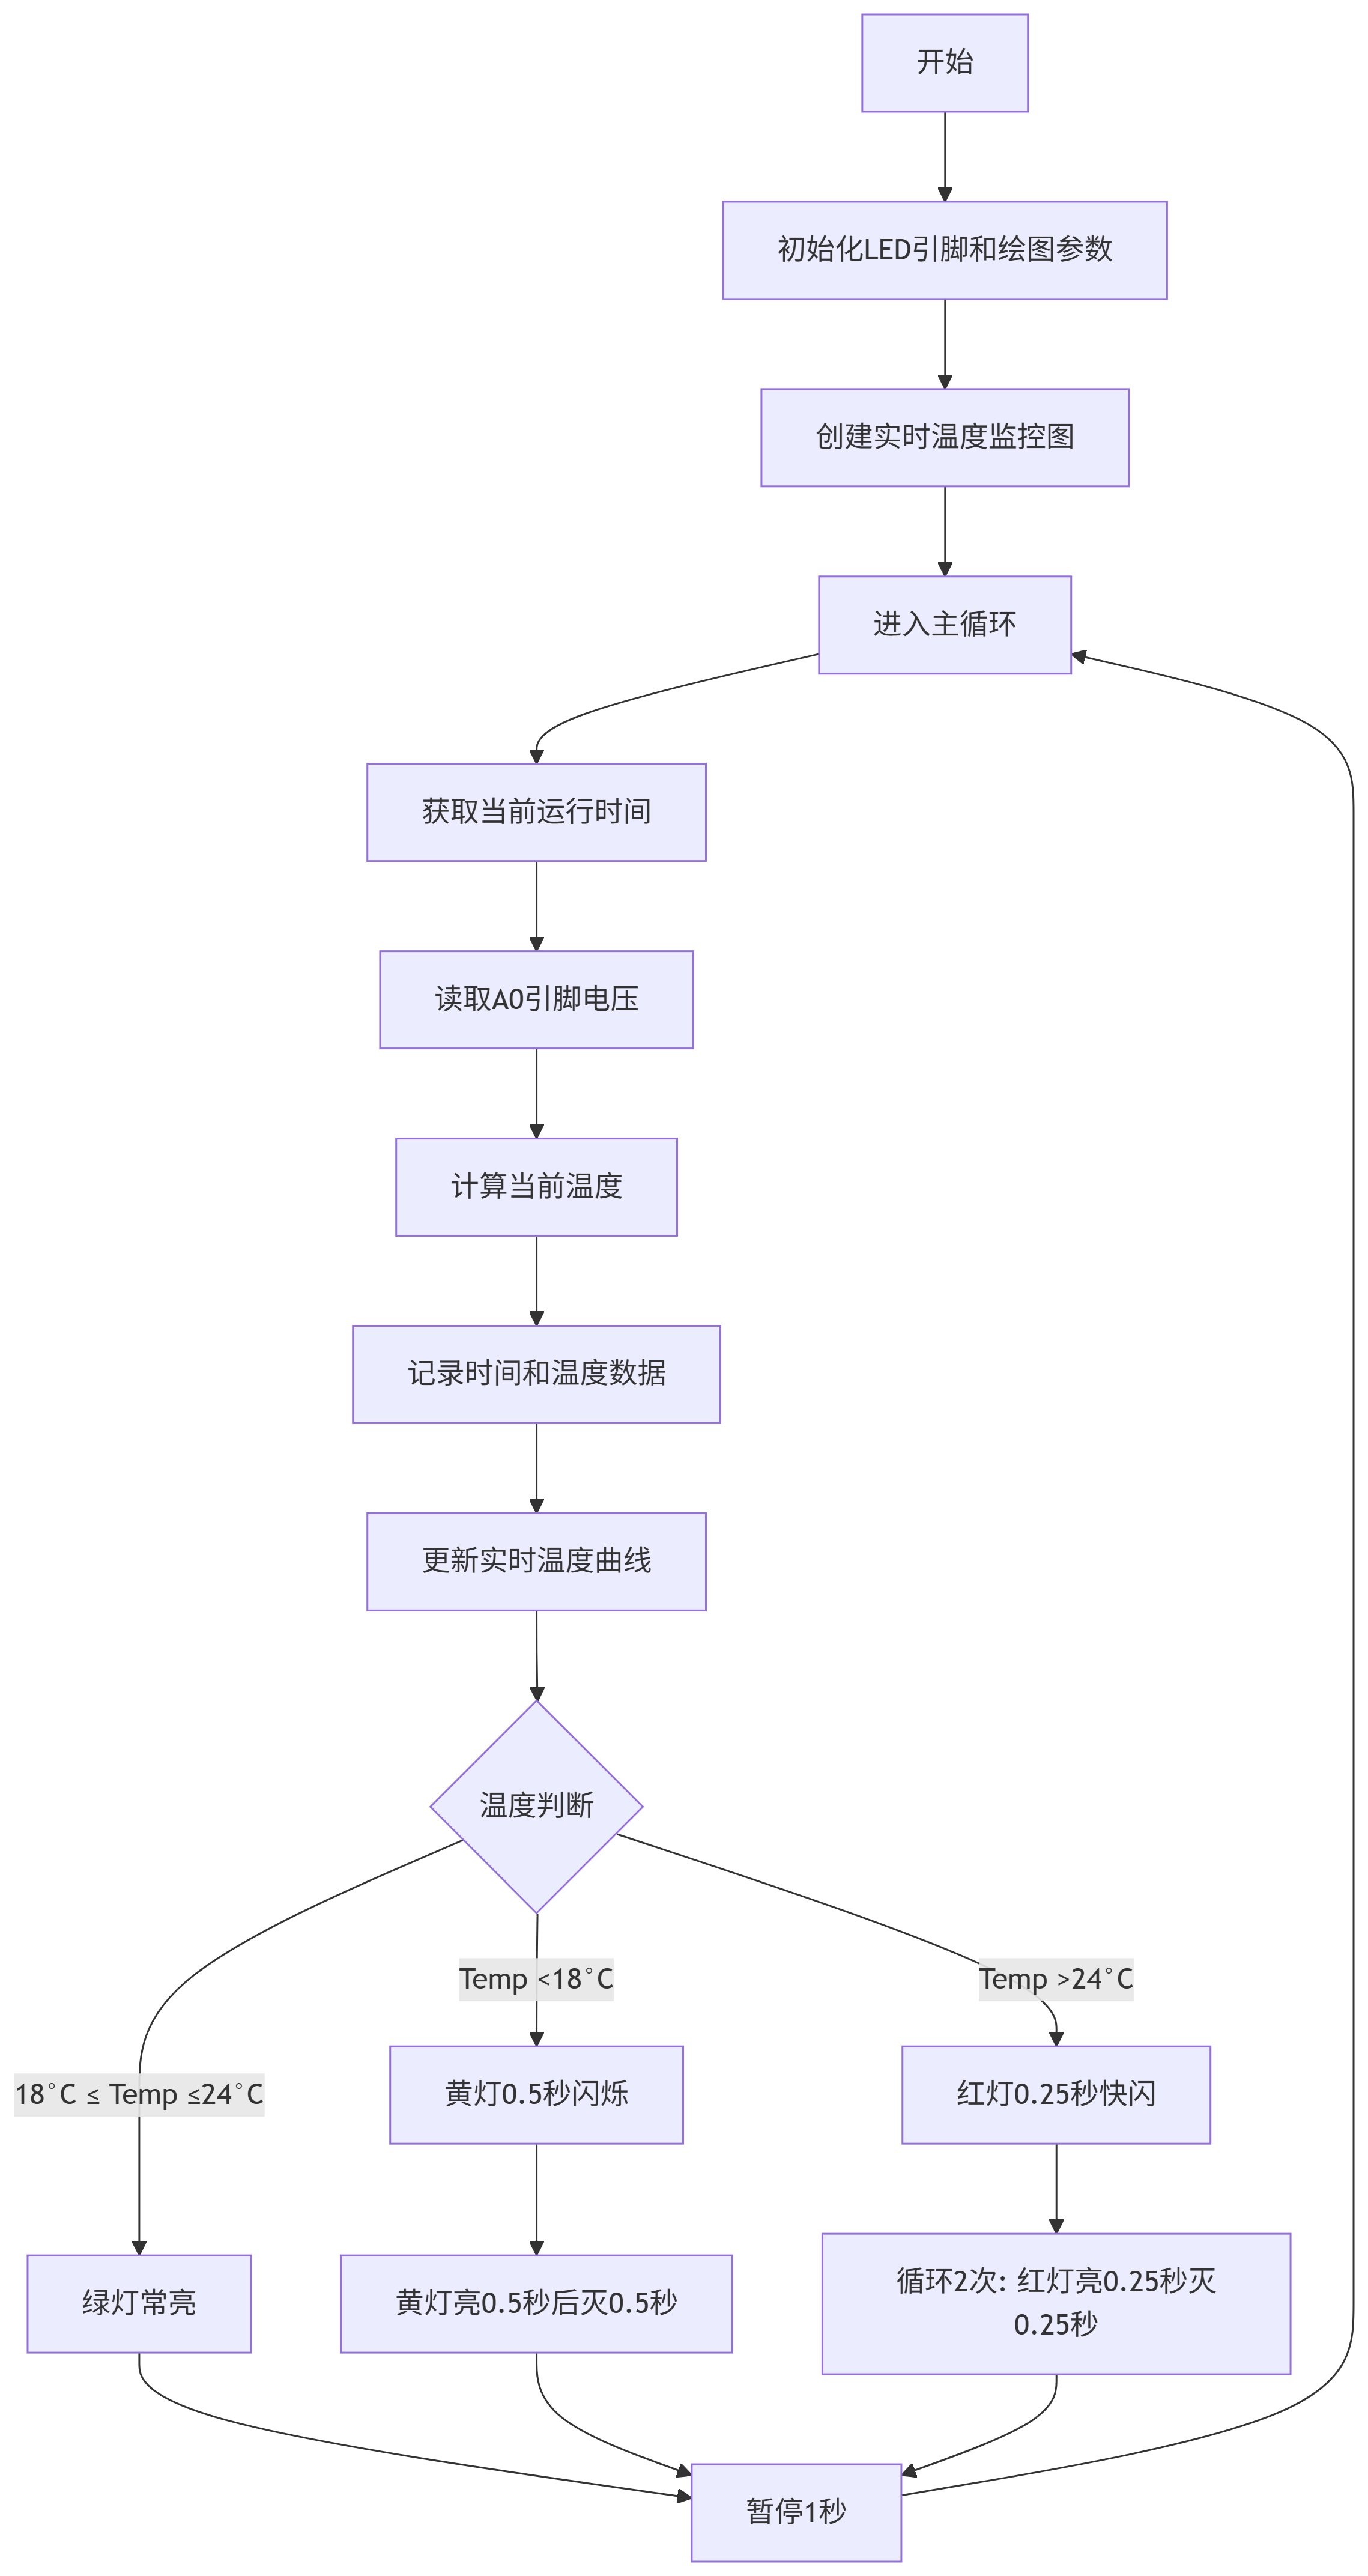 开始
初始化LED引脚和绘图参数
创建实时温度监控图
进入主循环
获取当前运行时间
读取A0引脚电压
计算当前温度
记录时间和温度数据
更新实时温度曲线
温度判断
Temp <18°C
Temp >24°C
18°C ≤ Temp ≤24°C
黄灯0.5秒闪烁
红灯0.25秒快闪
绿灯常亮
黄灯亮0.5秒后灭0.5秒
循环2次: 红灯亮0.25秒灭
0.25秒
暂停1秒